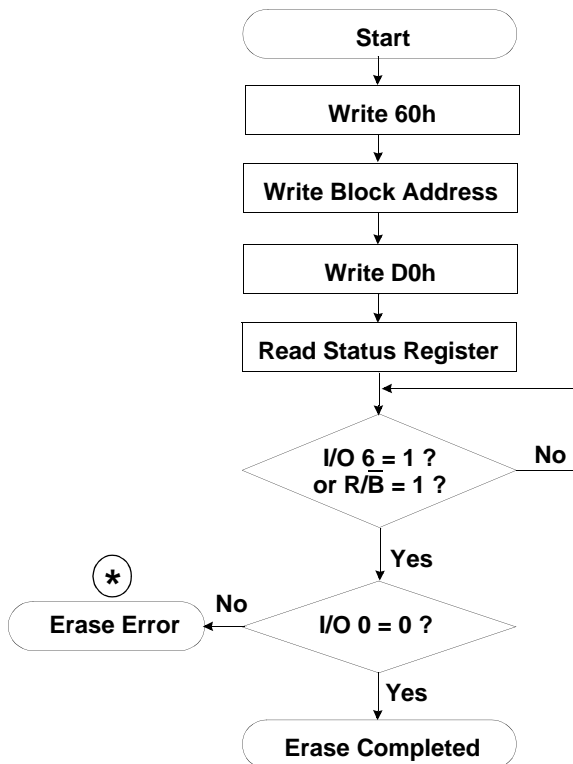 Start
Write 60h
Write Block Address
Write D0h
Read Status Register
I/O 6 = 1 ?
or R/B̅ = 1 ?
No
Yes
*
No
Erase Error
I/O 0 = 0 ?
Yes
Erase Completed